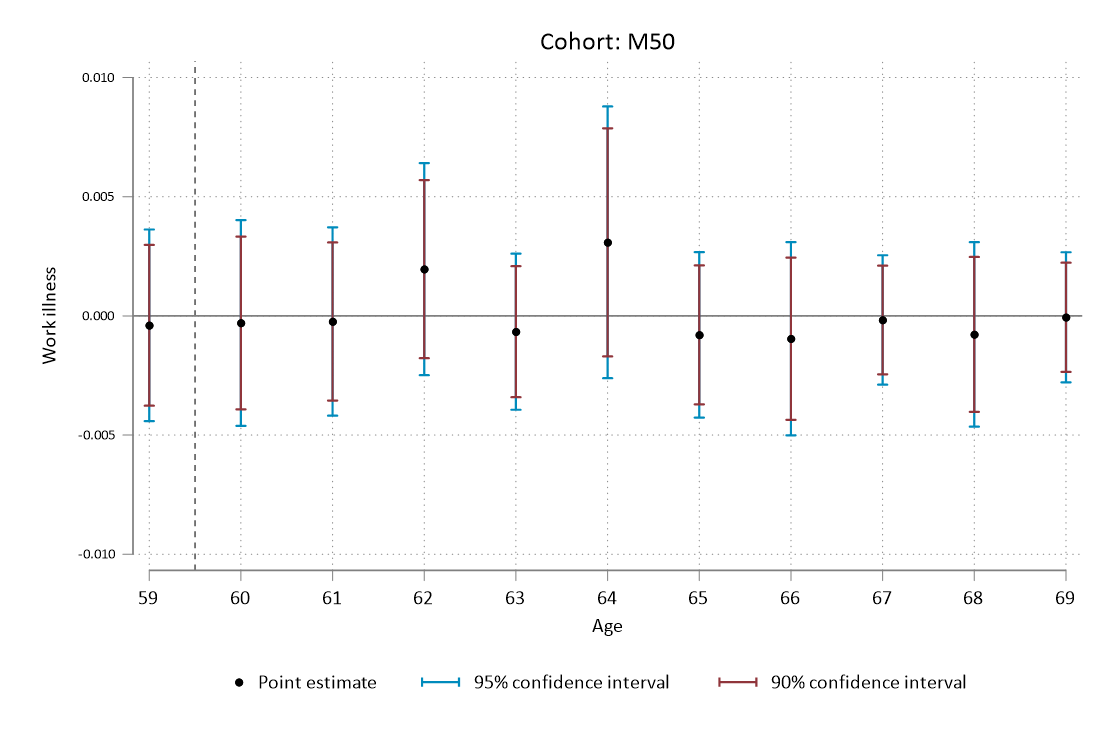 Cohort: M50
0.010
0.005
0.000
-0.005
-0.010
Work illness
59 60 61 62 63 64 65 66 67 68 69
Age
Point estimate 95% confidence interval 90% confidence interval